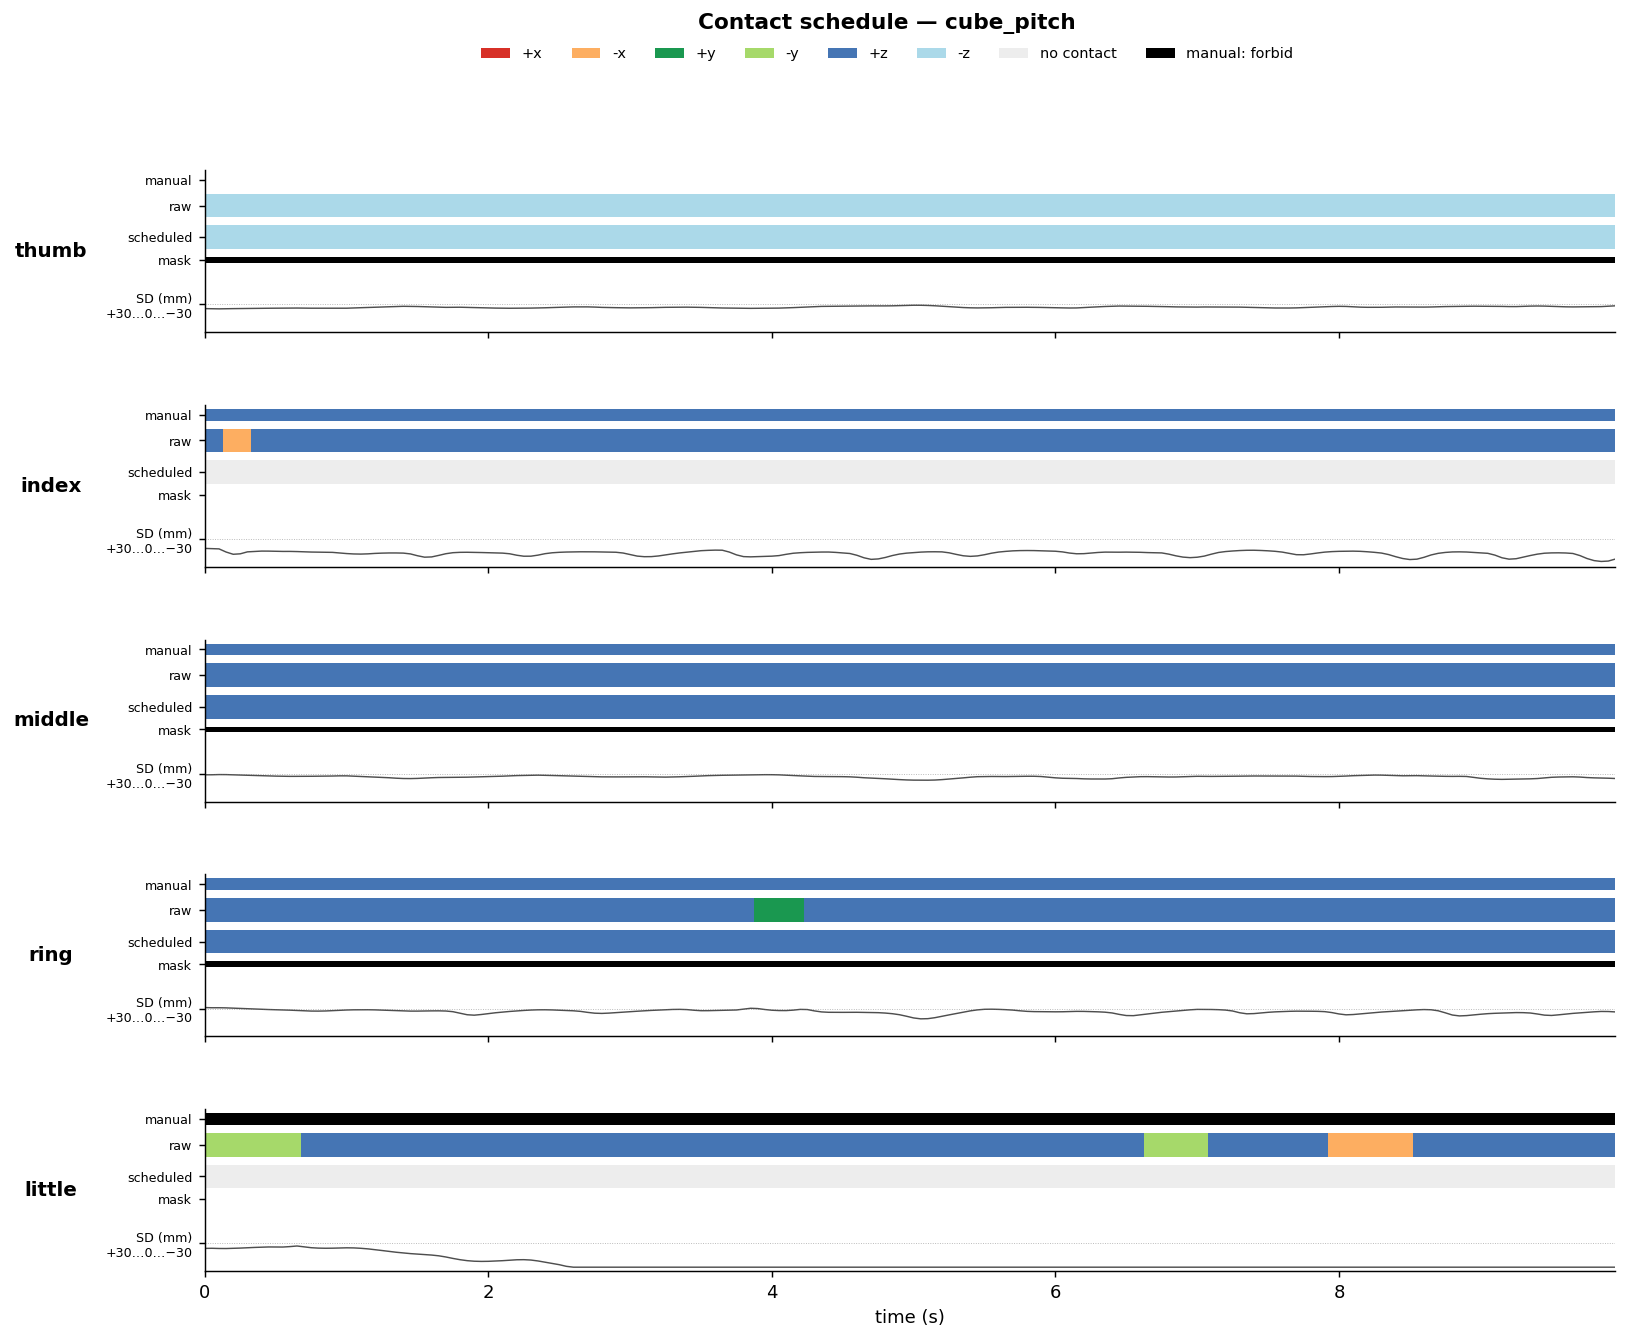 Contact schedule — cube_pitch
+x -x +y -y +z -z no contact manual: forbid
thumb
manual
raw
scheduled
mask
SD (mm)
+30...0...−30
index
manual
raw
scheduled
mask
SD (mm)
+30...0...−30
middle
manual
raw
scheduled
mask
SD (mm)
+30...0...−30
ring
manual
raw
scheduled
mask
SD (mm)
+30...0...−30
little
manual
raw
scheduled
mask
SD (mm)
+30...0...−30
0 2 4 6 8
time (s)